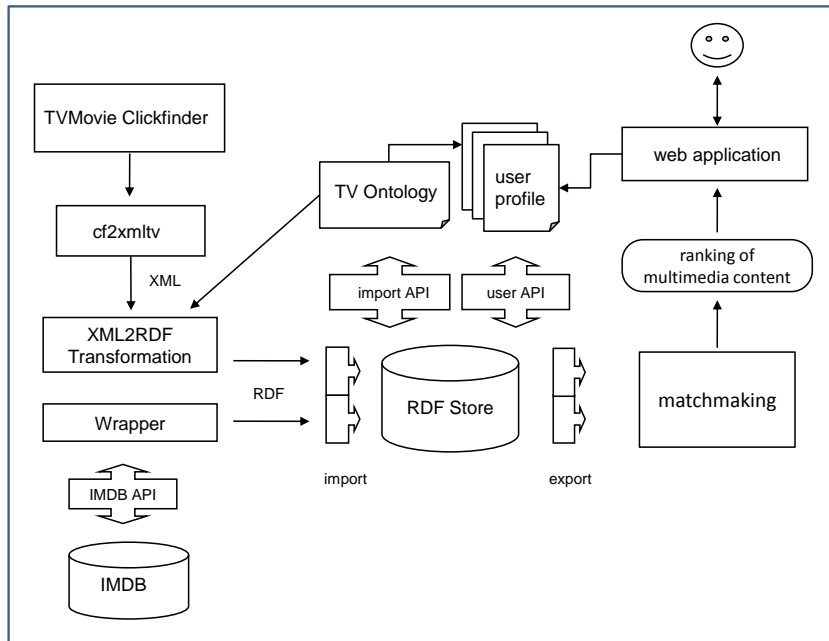 TVMovie Clickfinder
web application
TV Ontology
user
profile
cf2xmltv
ranking of
multimedia content
XML
import API
user API
XML2RDF
Transformation
RDF
RDF Store
matchmaking
Wrapper
import
export
IMDB API
IMDB